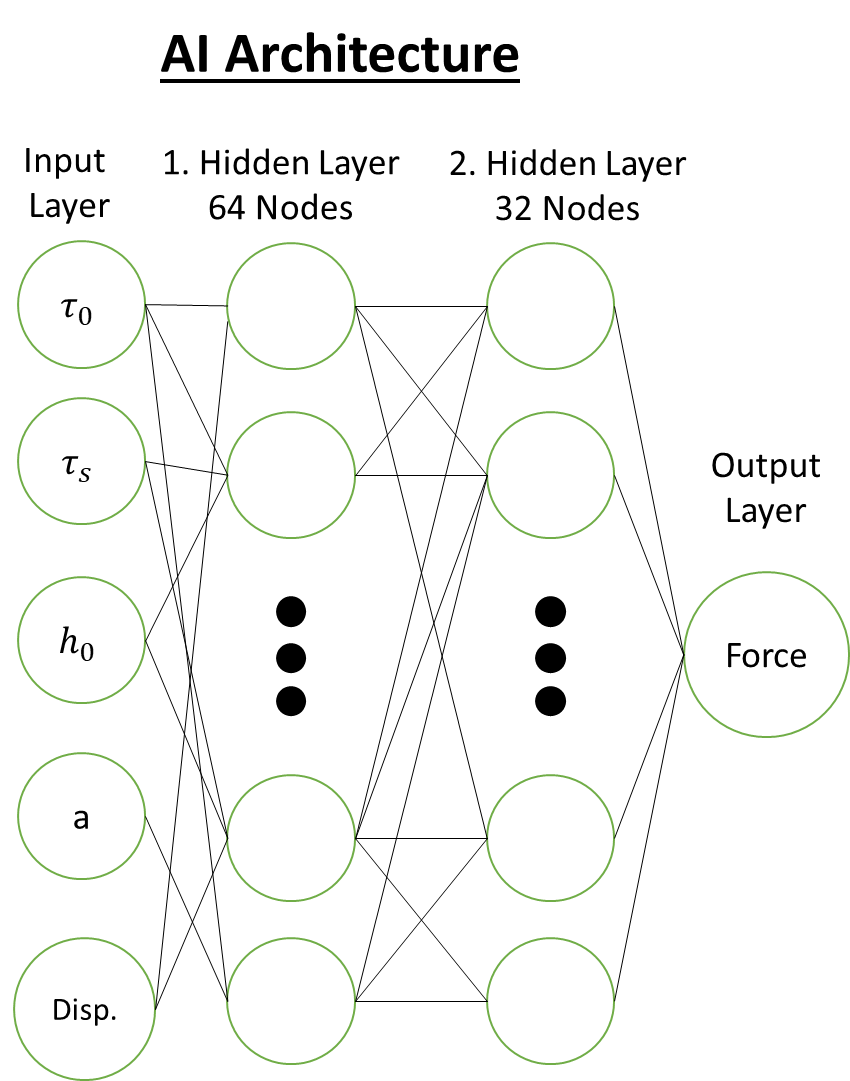 AI Architecture
Input
Layer
1. Hidden Layer
64 Nodes
2. Hidden Layer
32 Nodes
τ₀
τₛ
h₀
a
Disp.
Output
Layer
Force